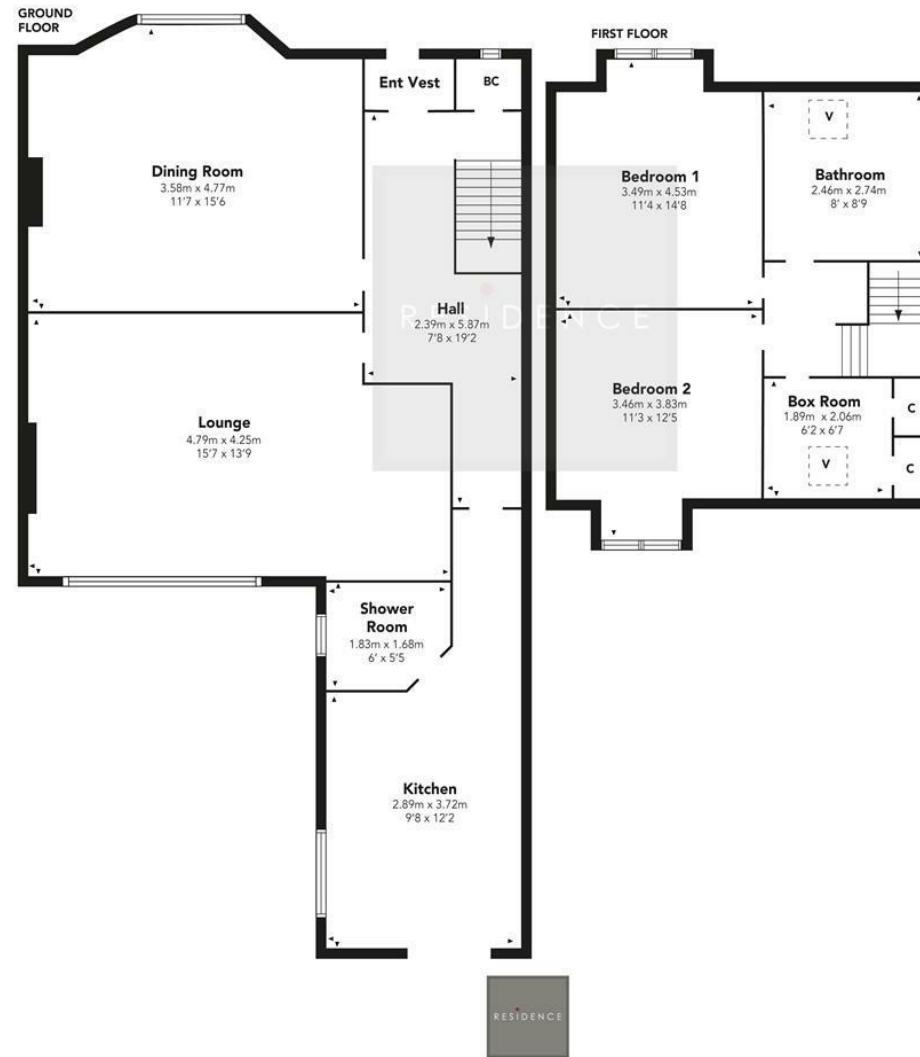 GROUND
FLOOR
Ent Vest
BC
Dining Room
3.58m x 4.77m
11'7 x 15'6
Hall
2.39m x 5.87m
7'8 x 19'2
RESIDENCE
Lounge
4.79m x 4.25m
15'7 x 13'9
Shower
Room
1.83m x 1.68m
6' x 5'5
Kitchen
2.89m x 3.72m
9'8 x 12'2
FIRST FLOOR
V
Bedroom 1
3.49m x 4.53m
11'4 x 14'8
Bathroom
2.46m x 2.74m
8' x 8'9
Bedroom 2
3.46m x 3.83m
11'3 x 12'5
Box Room
1.89m x 2.06m
6'2 x 6'7
C
V
C
RESIDENCE